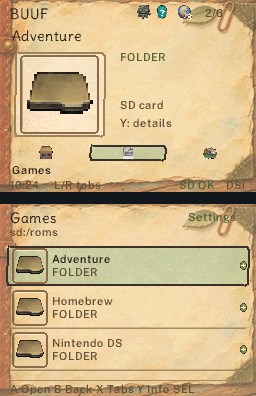 BUUF 2/6
Adventure
FOLDER
SD card
Y: details
Games
10:24 L/R tabs SD OK DSi
Games Settings
sd:/roms
Adventure
FOLDER
Homebrew
FOLDER
Nintendo DS
FOLDER
A Open B Back X Tabs Y Info SEL